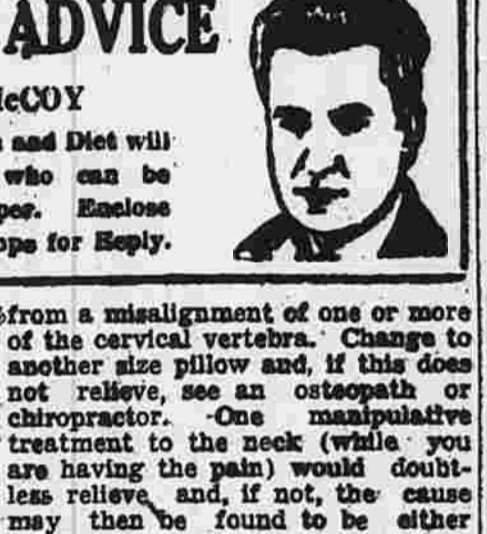 ADVICE
McCOY
and Diet will
who can be
per. Enclose
ope for Reply.
from a misalignment of one or more
of the cervical vertebra. Change to
another size pillow and, if this does
not relieve, see an osteopath or
chiropractor. One manipulative
treatment to the neck (while you
are having the pain) would doubt-
less relieve and, if not, the cause
may then be found to be either